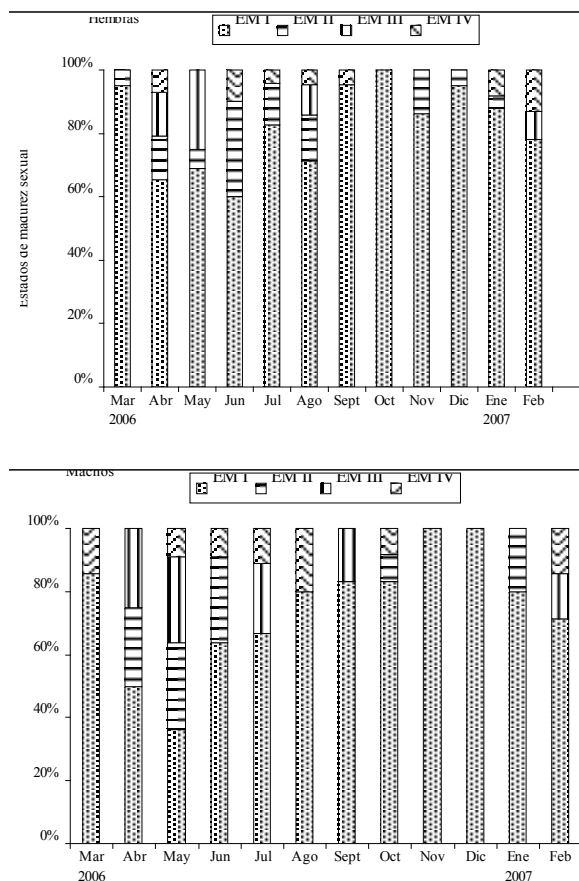 Hembras
EM I EM II EM III EM IV
100%
80%
60%
40%
20%
0%
Estados de madurez sexual
Mar Abr May Jun Jul Ago Sept Oct Nov Dic Ene Feb
2006 2007
Machos
EM I EM II EM III EM IV
100%
80%
60%
40%
20%
0%
Mar Abr May Jun Jul Ago Sept Oct Nov Dic Ene Feb
2006 2007